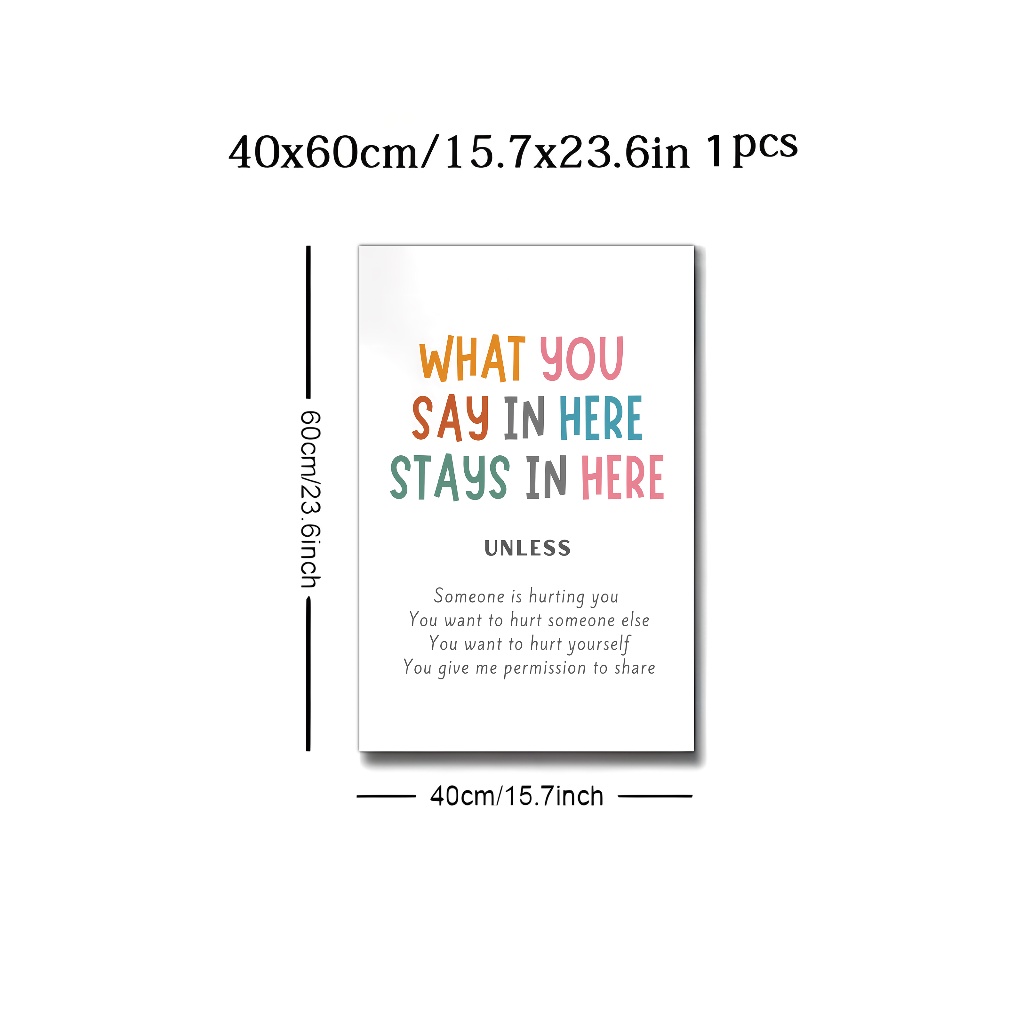 40x60cm/15.7x23.6in 1pcs
60cm/23.6inch
WHAT YOU
SAY IN HERE
STAYS IN HERE
UNLESS
Someone is hurting you
You want to hurt someone else
You want to hurt yourself
You give me permission to share
40cm/15.7inch